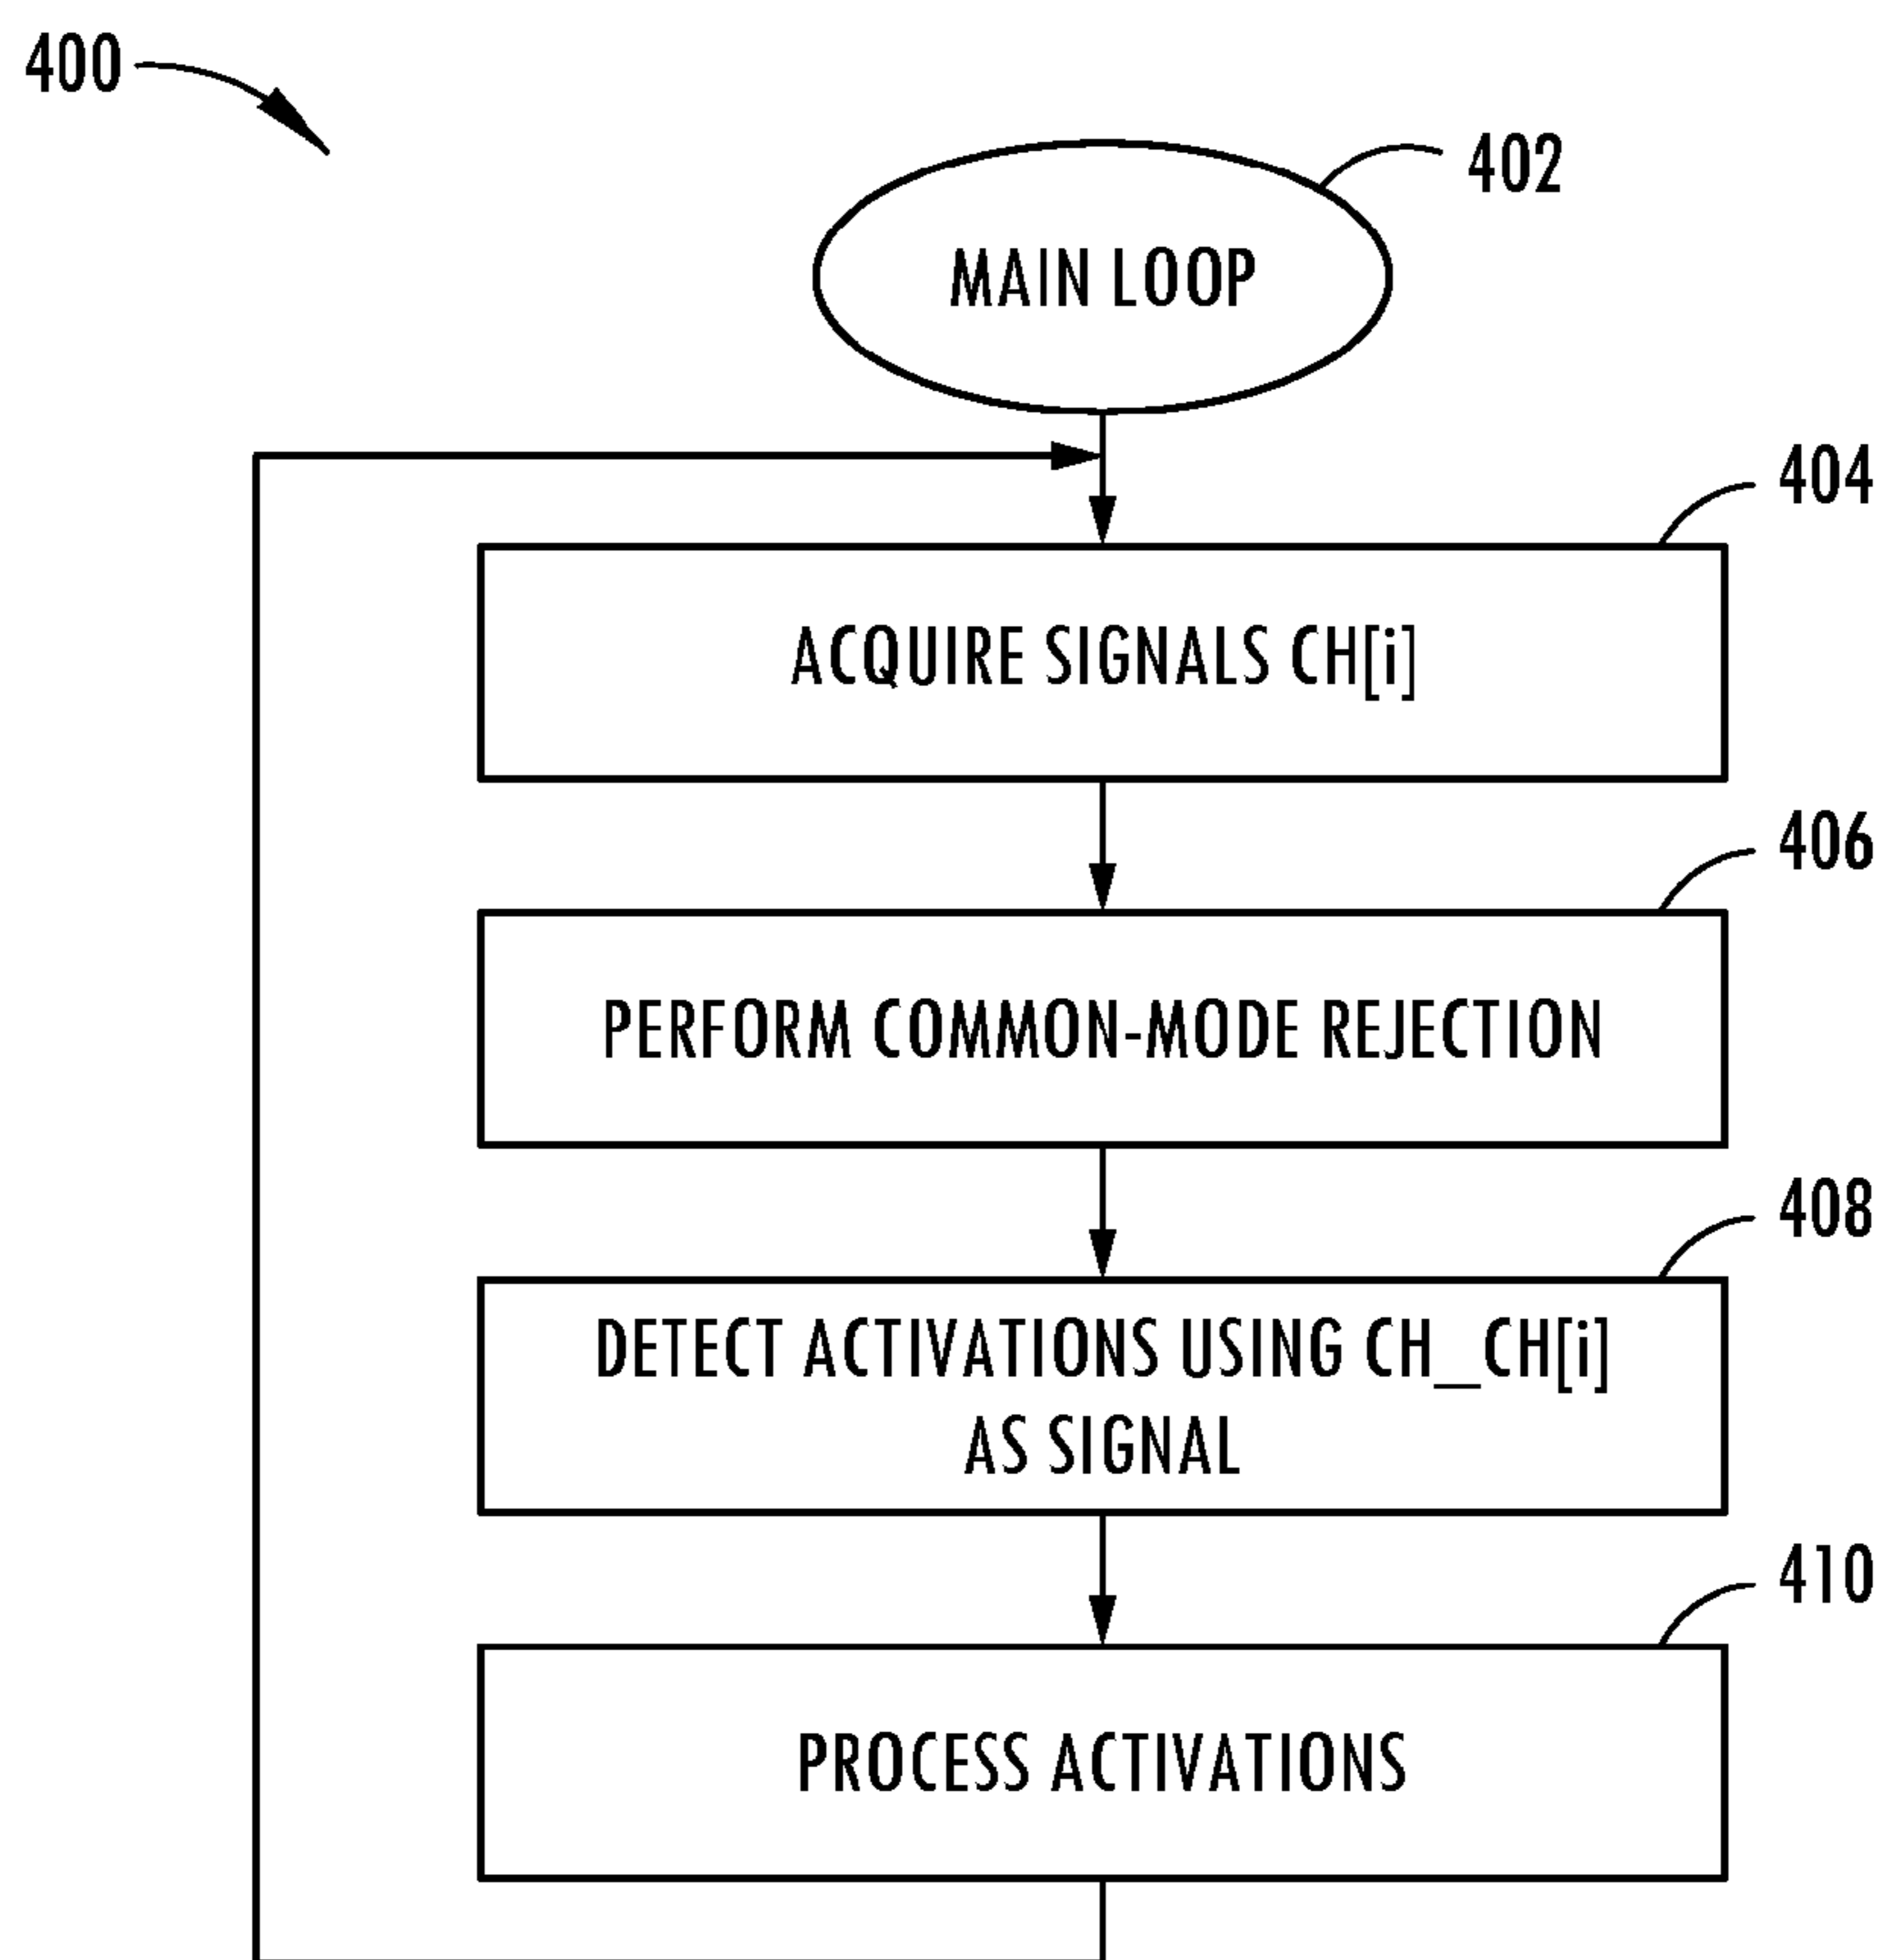 400
402
MAIN LOOP
404
ACQUIRE SIGNALS CH[i]
406
PERFORM COMMON-MODE REJECTION
408
DETECT ACTIVATIONS USING CH_CH[i]
AS SIGNAL
410
PROCESS ACTIVATIONS